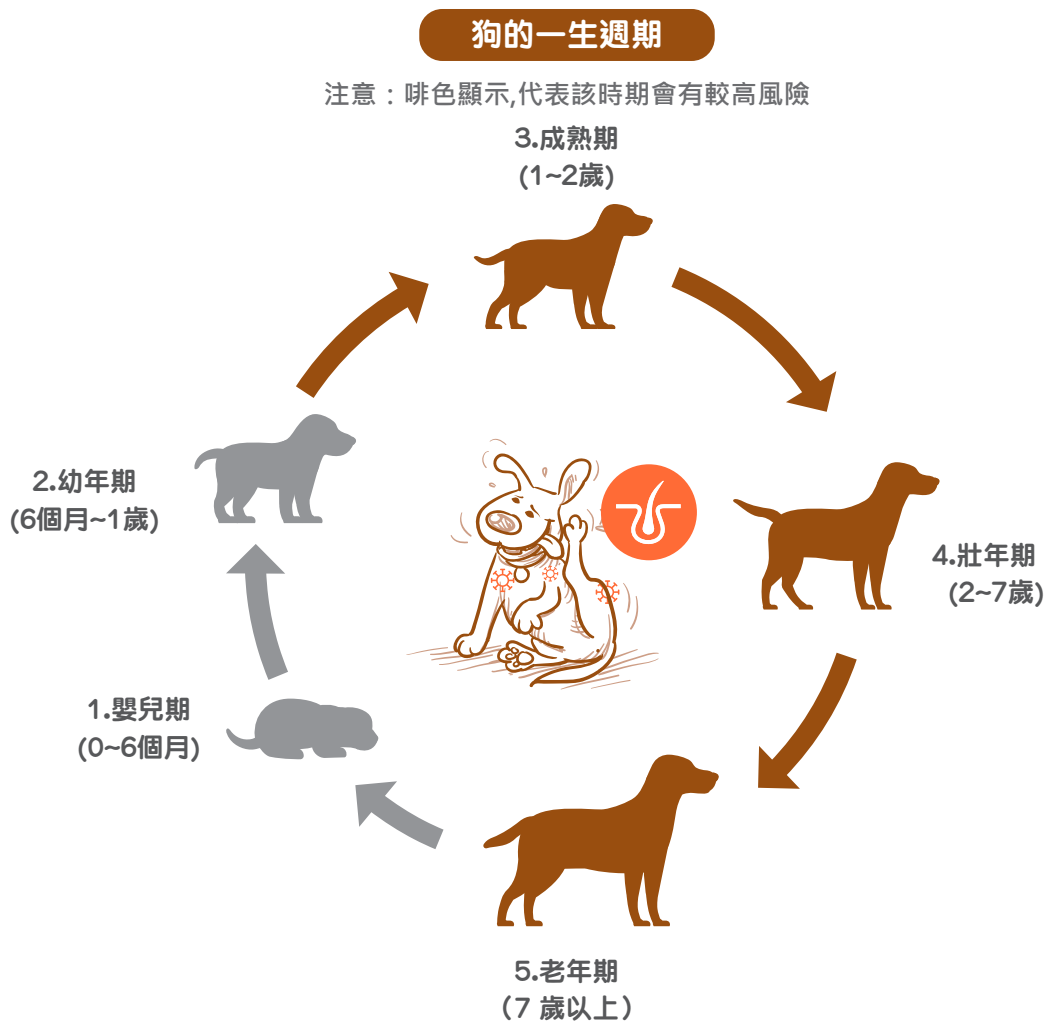 狗的一生週期
注意：啡色顯示,代表該時期會有較高風險
3.成熟期
(1~2歲)
2.幼年期
(6個月~1歲)
4.壯年期
(2~7歲)
1.嬰兒期
(0~6個月)
5.老年期
（7 歲以上）